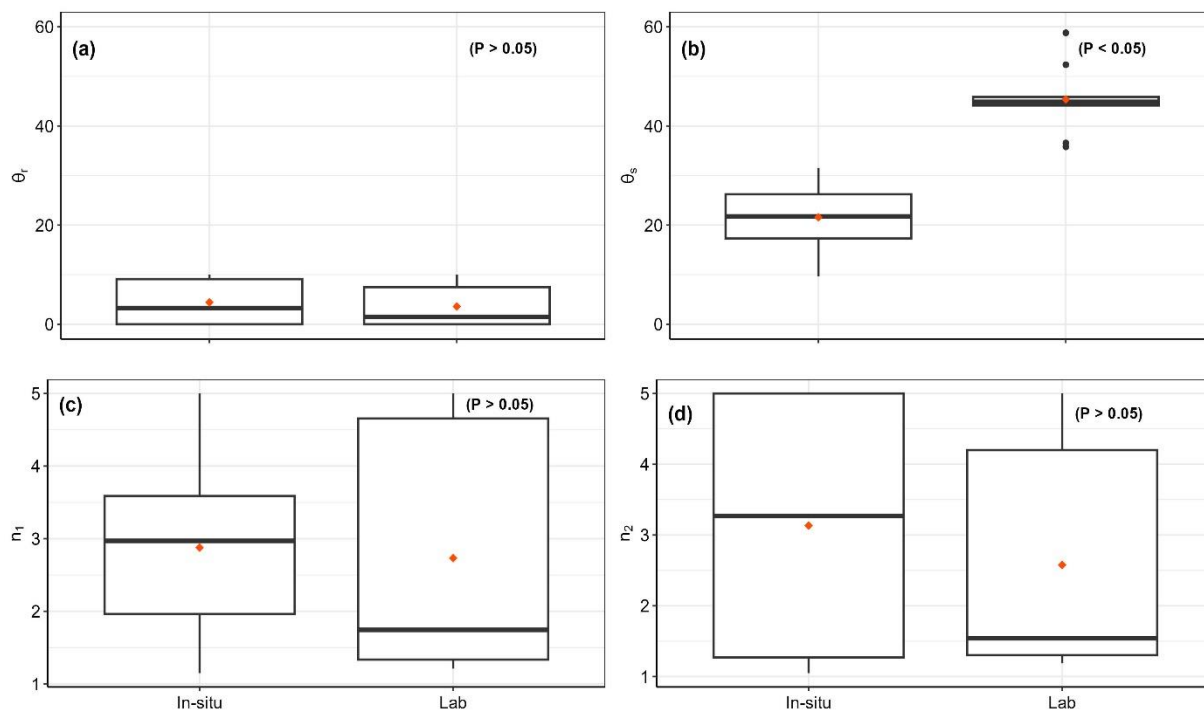 60
(a)
(P > 0.05)
40
θr
20
0
60
(b)
(P < 0.05)
40
θs
20
0
5
(c)
(P > 0.05)
4
n1
3
2
1
In-situ
Lab
5
(d)
(P > 0.05)
4
n2
3
2
1
In-situ
Lab